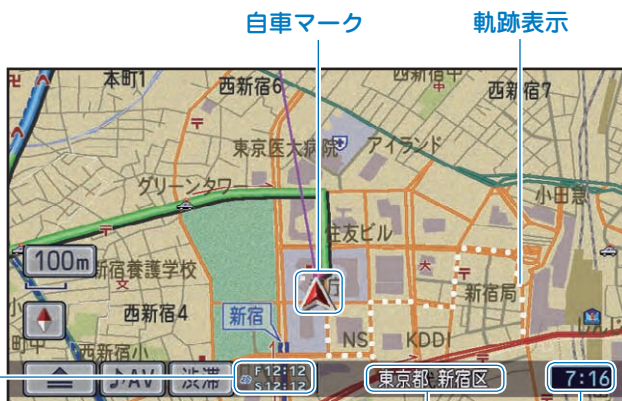 自車マーク
軌跡表示
本町1
西新宿6
西新宿中
西新宿7
東京医大病院
アイランド
グリーンタワー
小田急
住友ビル
100m
新宿養護学校
新宿局
西新宿4
新宿
NS
KDDI
西新宿小
♪AV
渋滞
F12:12
S12:12
東京都 新宿区
7:16